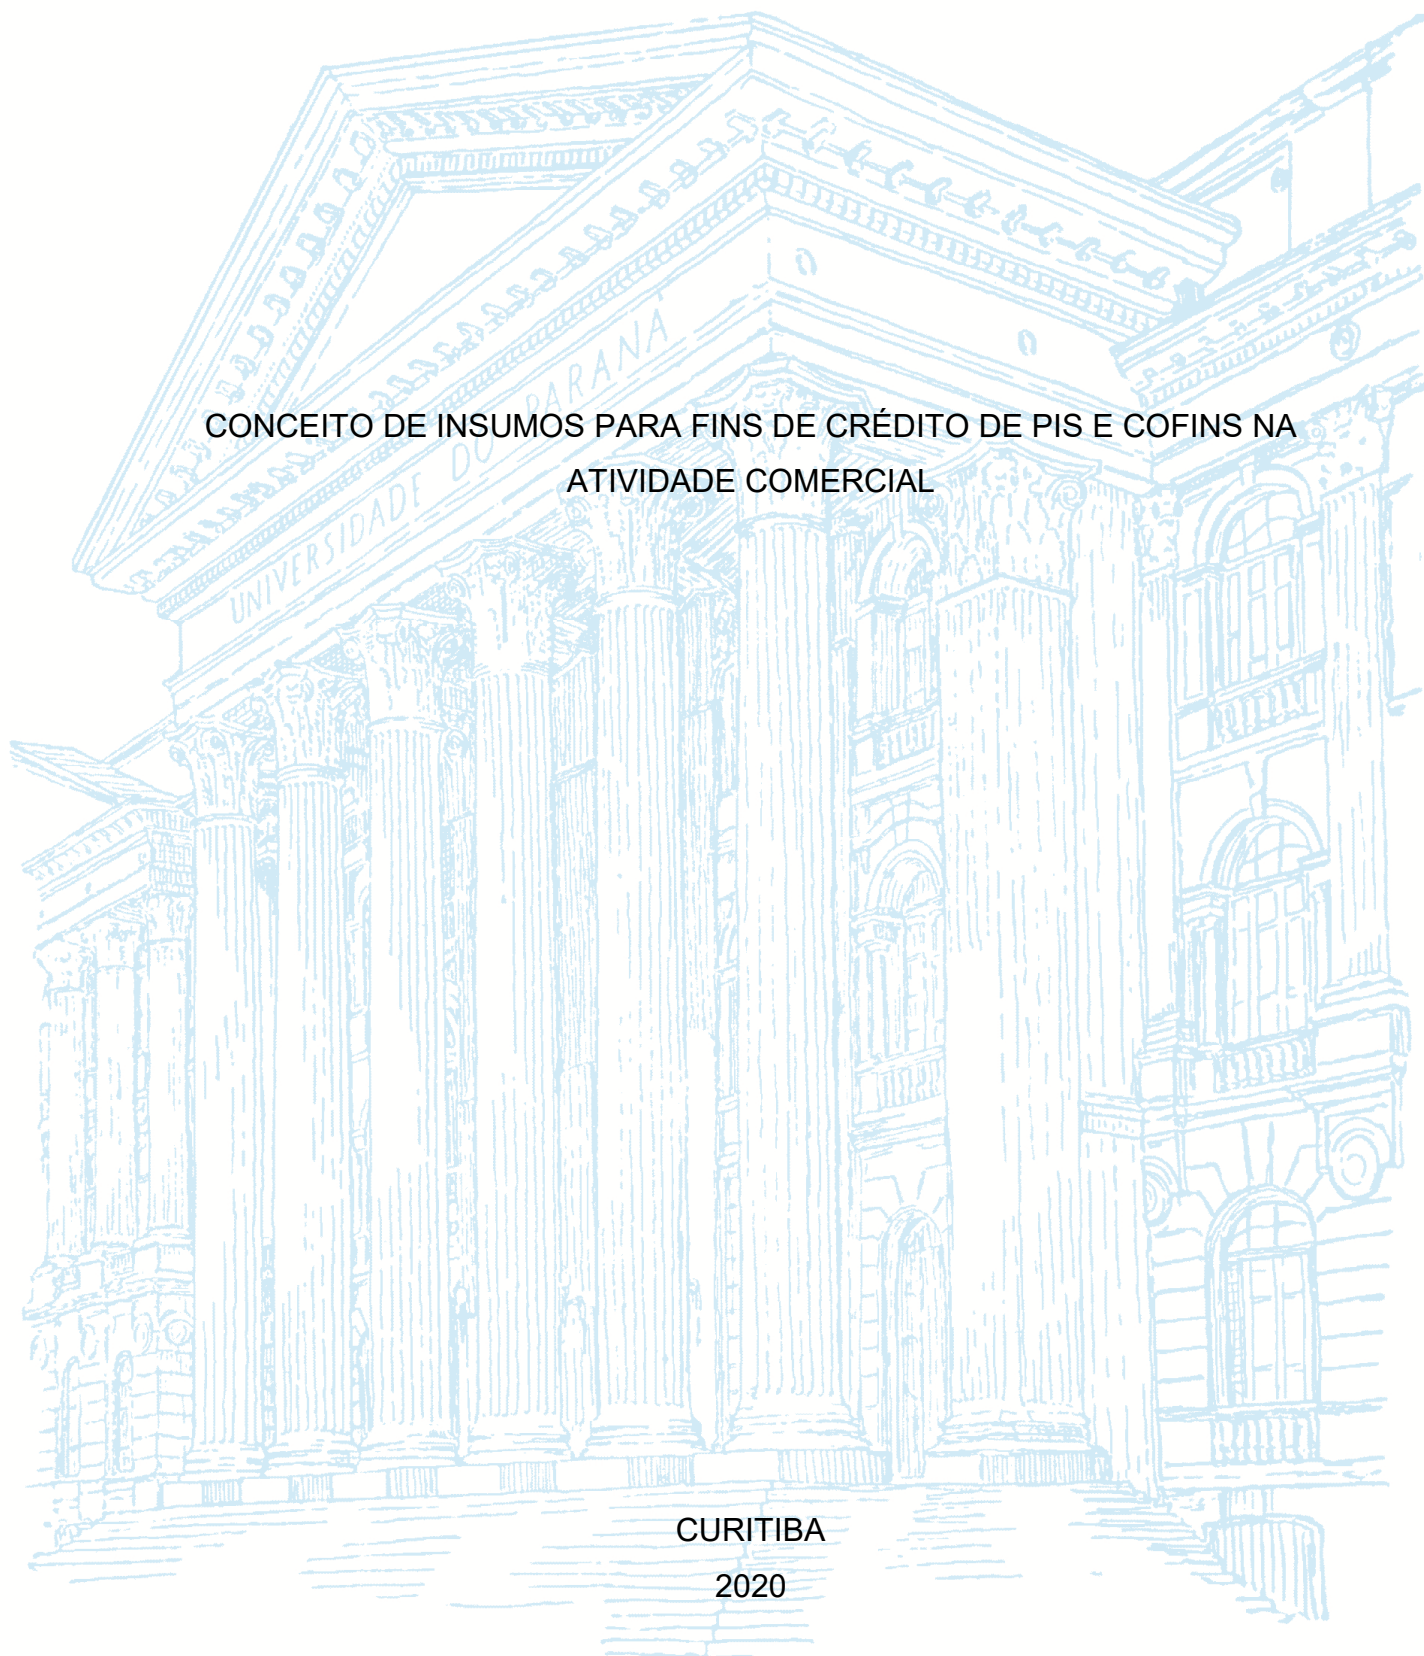 UNIVERSIDADE DO PARANÁ
CONCEITO DE INSUMOS PARA FINS DE CRÉDITO DE PIS E COFINS NA
ATIVIDADE COMERCIAL
CURITIBA
2020